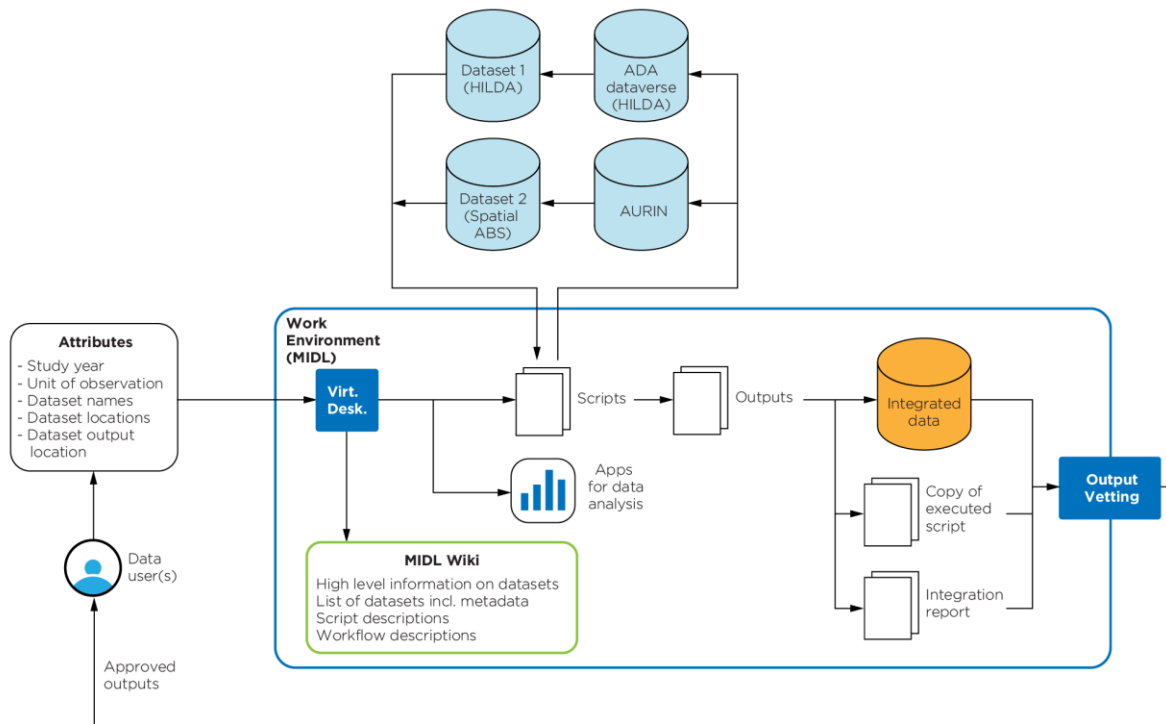 Dataset 1
(HILDA)
ADA
dataverse
(HILDA)
Dataset 2
(Spatial
ABS)
AURIN
Work
Environment
(MIDL)
Attributes
- Study year
- Unit of observation
- Dataset names
- Dataset locations
- Dataset output
location
Virt.
Desk.
Scripts
Outputs
Integrated
data
Apps
for data
analysis
Copy of
executed
script
Output
Vetting
Data
user(s)
MIDL Wiki
High level information on datasets
List of datasets incl. metadata
Script descriptions
Workflow descriptions
Integration
report
Approved
outputs